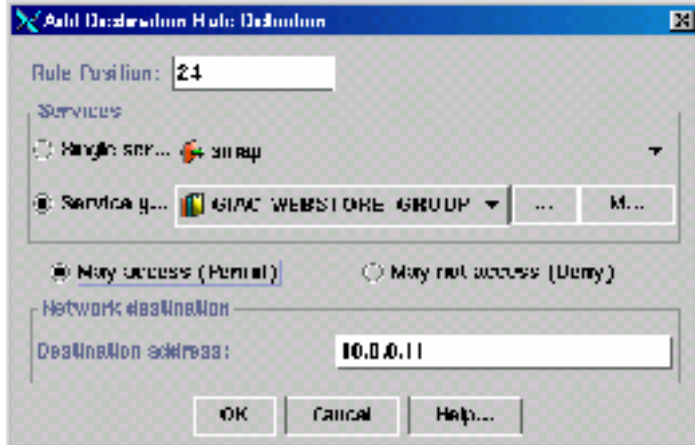 Add Destination Rule Definition
Rule Position: 24
Services
Single ser...
Service g... GIAC WEBSTORE GROUP ... M...
May access (Permit) May not access (Deny)
Network destination
Destination address: 10.0.0.11
OK Cancel Help...